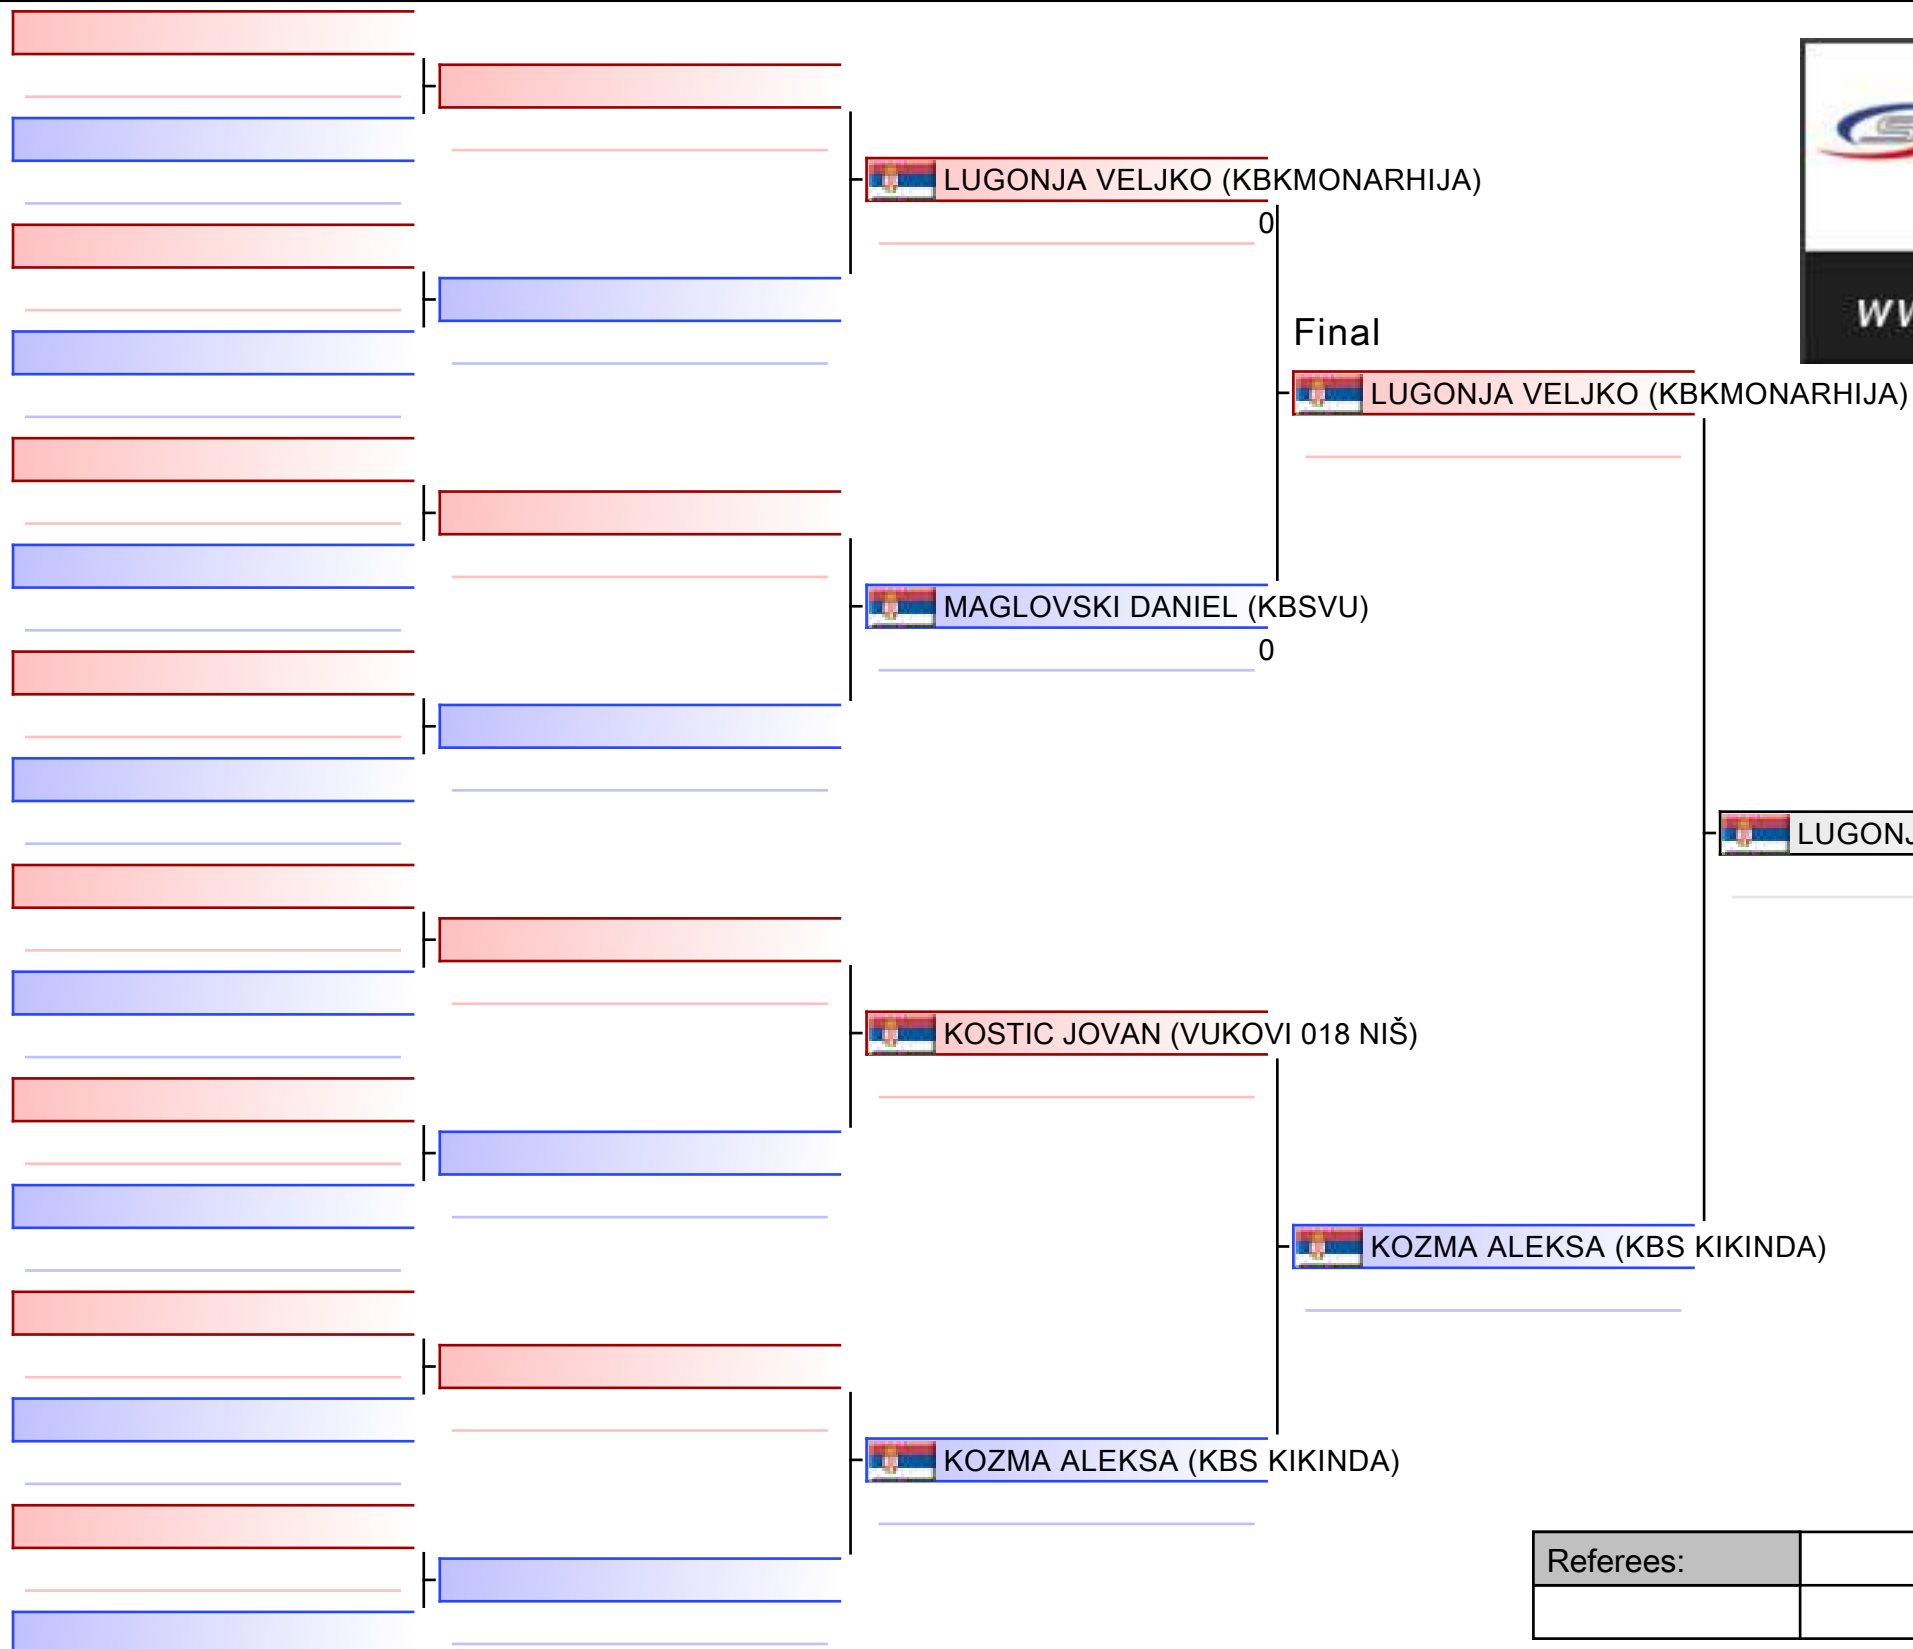 LUGONJA VELJKO (KBKMONARHIJA)
0
Final
LUGONJA VELJKO (KBKMONARHIJA)
MAGLOVSKI DANIEL (KBSVU)
0
LUGONJ
KOSTIC JOVAN (VUKOVI 018 NIŠ)
KOZMA ALEKSA (KBS KIKINDA)
KOZMA ALEKSA (KBS KIKINDA)
Referees: